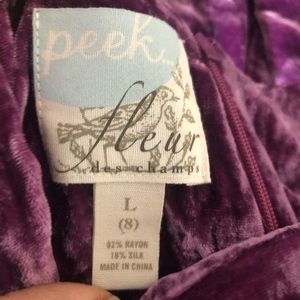 peek...
fleur
des champs
L
(8)
82% RAYON
18% SILK
MADE IN CHINA